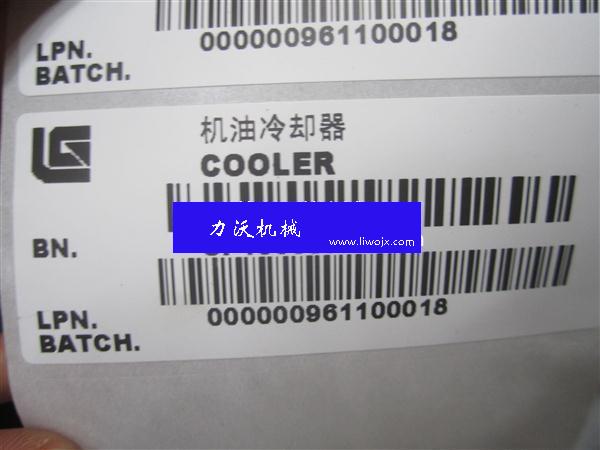 000000961100018
LPN.
BATCH.
机油冷却器
COOLER
力沃机械
www.liwojx.com
BN.
LPN.
000000961100018
BATCH.